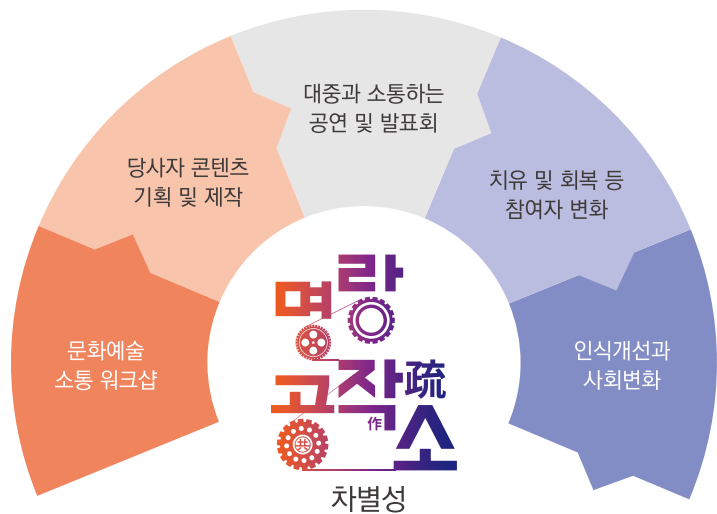 대중과 소통하는
공연 및 발표회
당사자 콘텐츠
기획 및 제작
치유 및 회복 등
참여자 변화
문화예술
소통 워크샵
인식개선과
사회변화
명랑
공작疏
作
소
共
차별성